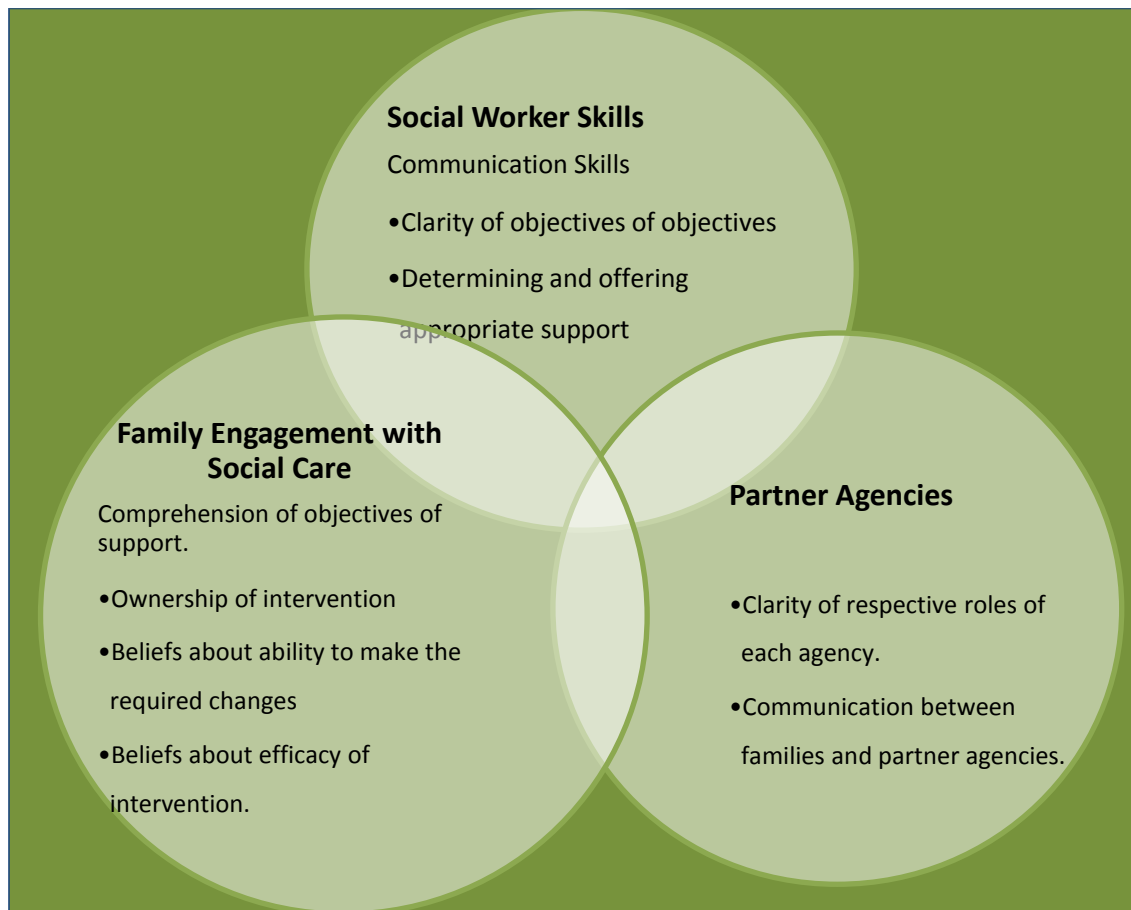 Social Worker Skills
Communication Skills
•Clarity of objectives of objectives
•Determining and offering
appropriate support
Family Engagement with
Social Care
Comprehension of objectives of
support.
•Ownership of intervention
•Beliefs about ability to make the
required changes
•Beliefs about efficacy of
intervention.
Partner Agencies
•Clarity of respective roles of
each agency.
•Communication between
families and partner agencies.